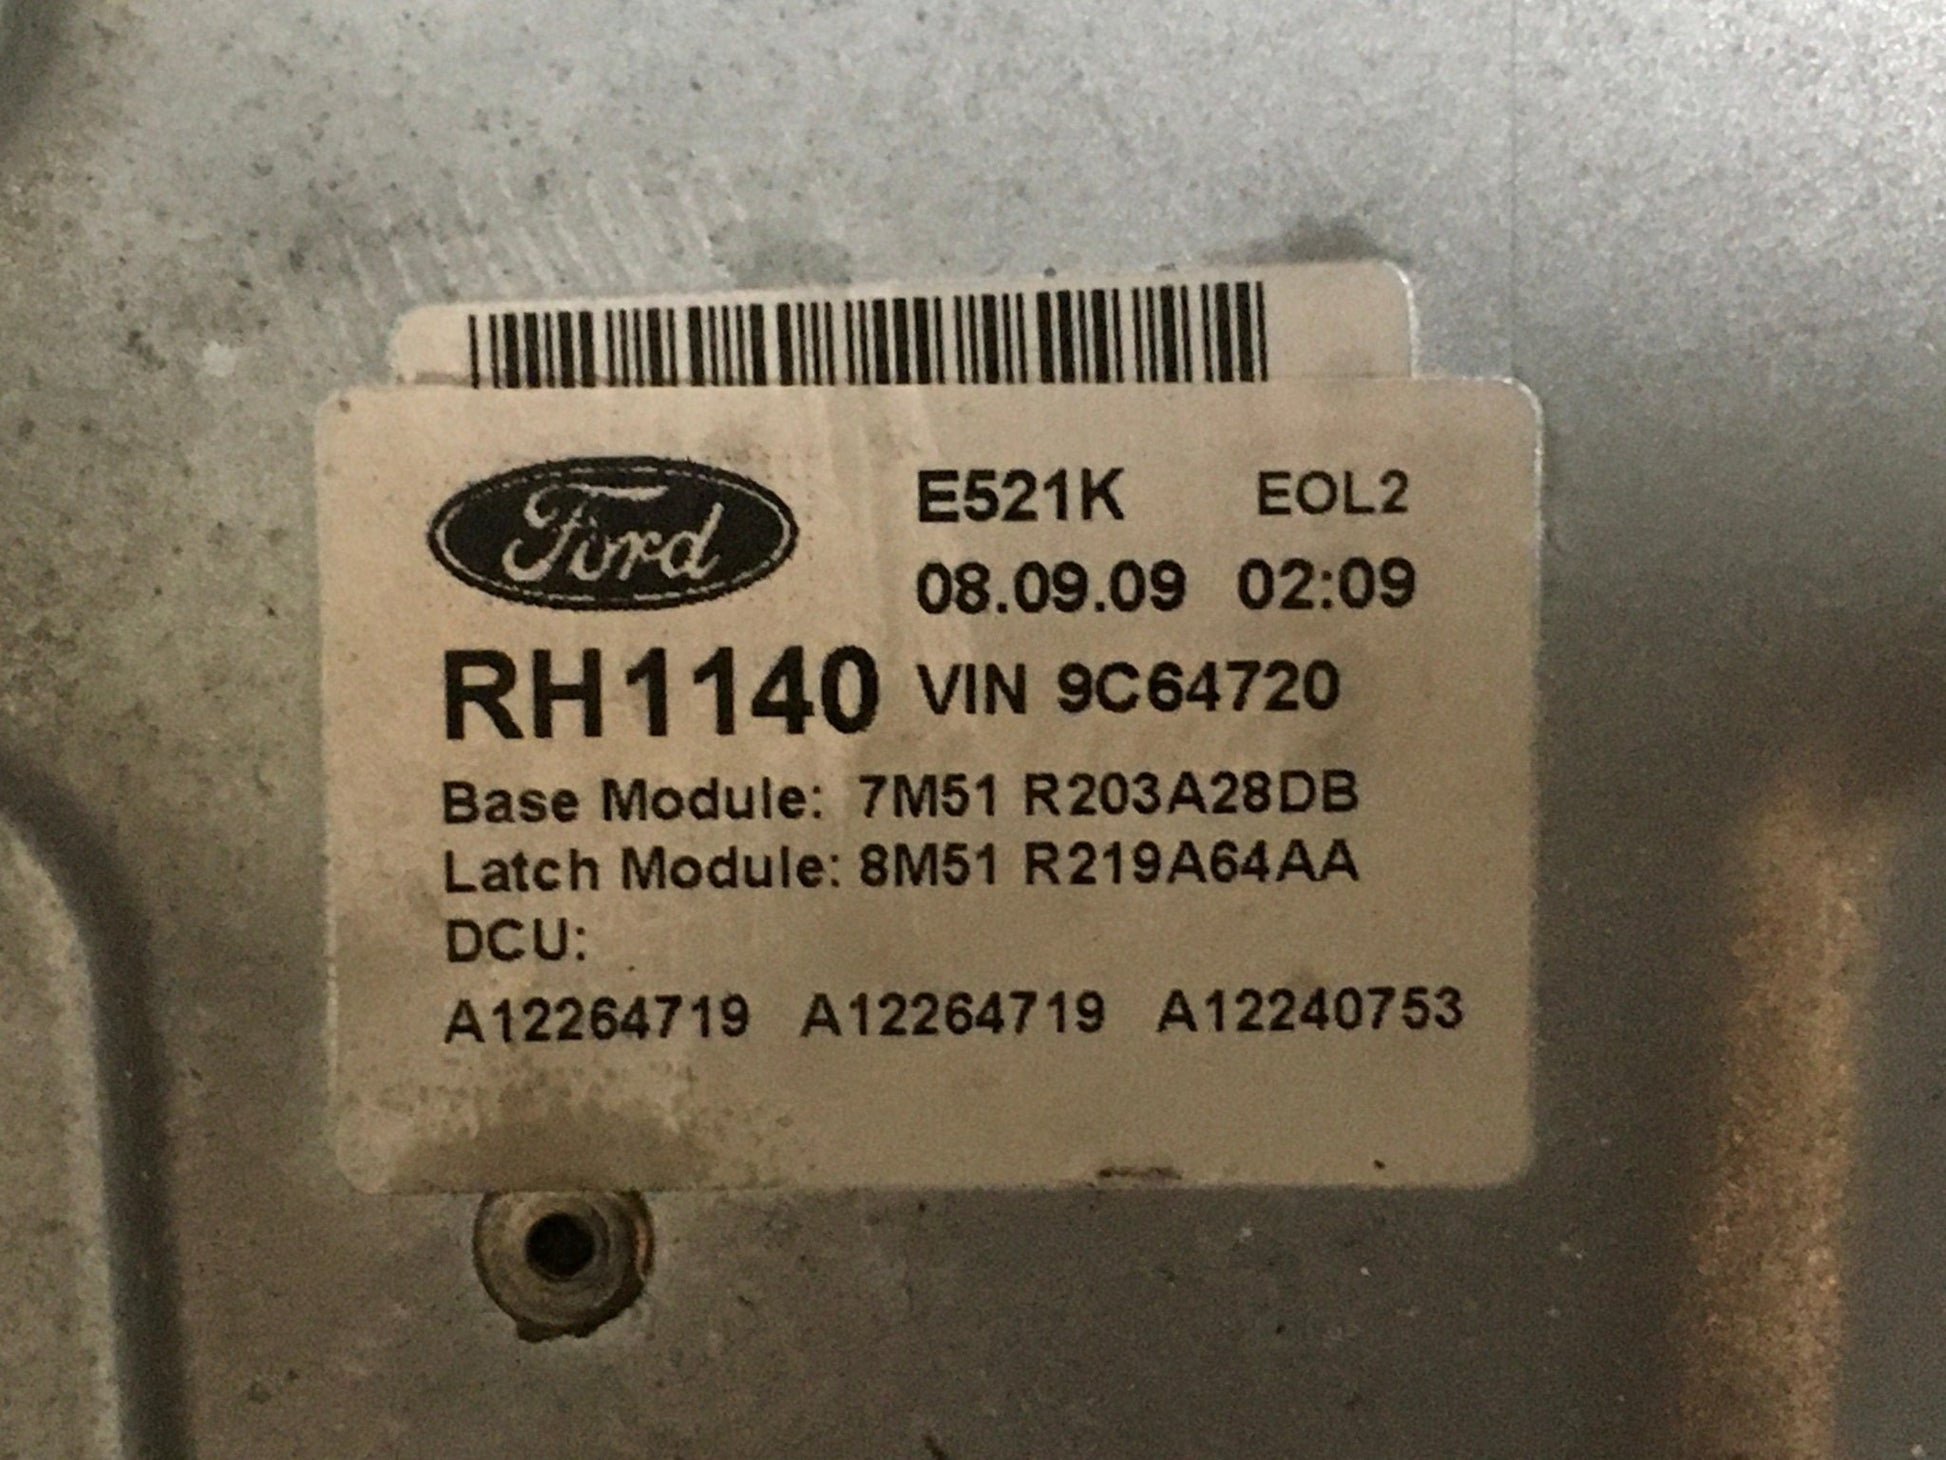 Ford
E521K EOL2
08.09.09 02:09
RH1140 VIN 9C64720
Base Module: 7M51 R203A28DB
Latch Module: 8M51 R219A64AA
DCU:
A12264719 A12264719 A12240753